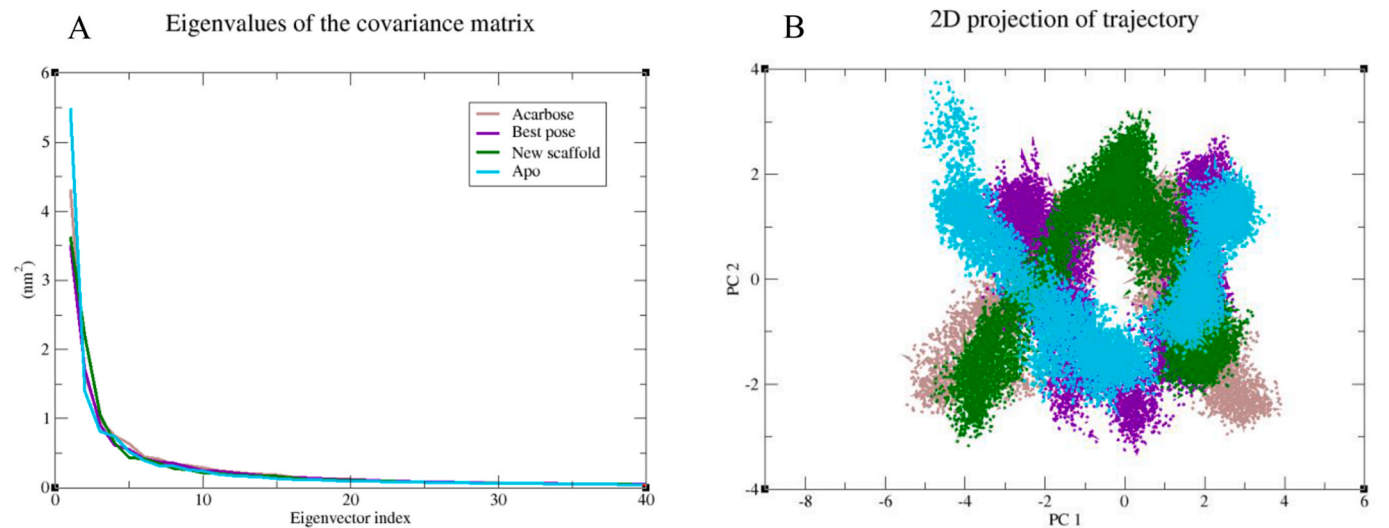 A
Eigenvalues of the covariance matrix
6
5
4
3
2
1
0
(nm²)
Acarbose
Best pose
New scaffold
Apo
0 10 20 30 40
Eigenvector index
B
2D projection of trajectory
4
2
0
-2
-4
PC 2
-8 -6 -4 -2 0 2 4 6
PC 1